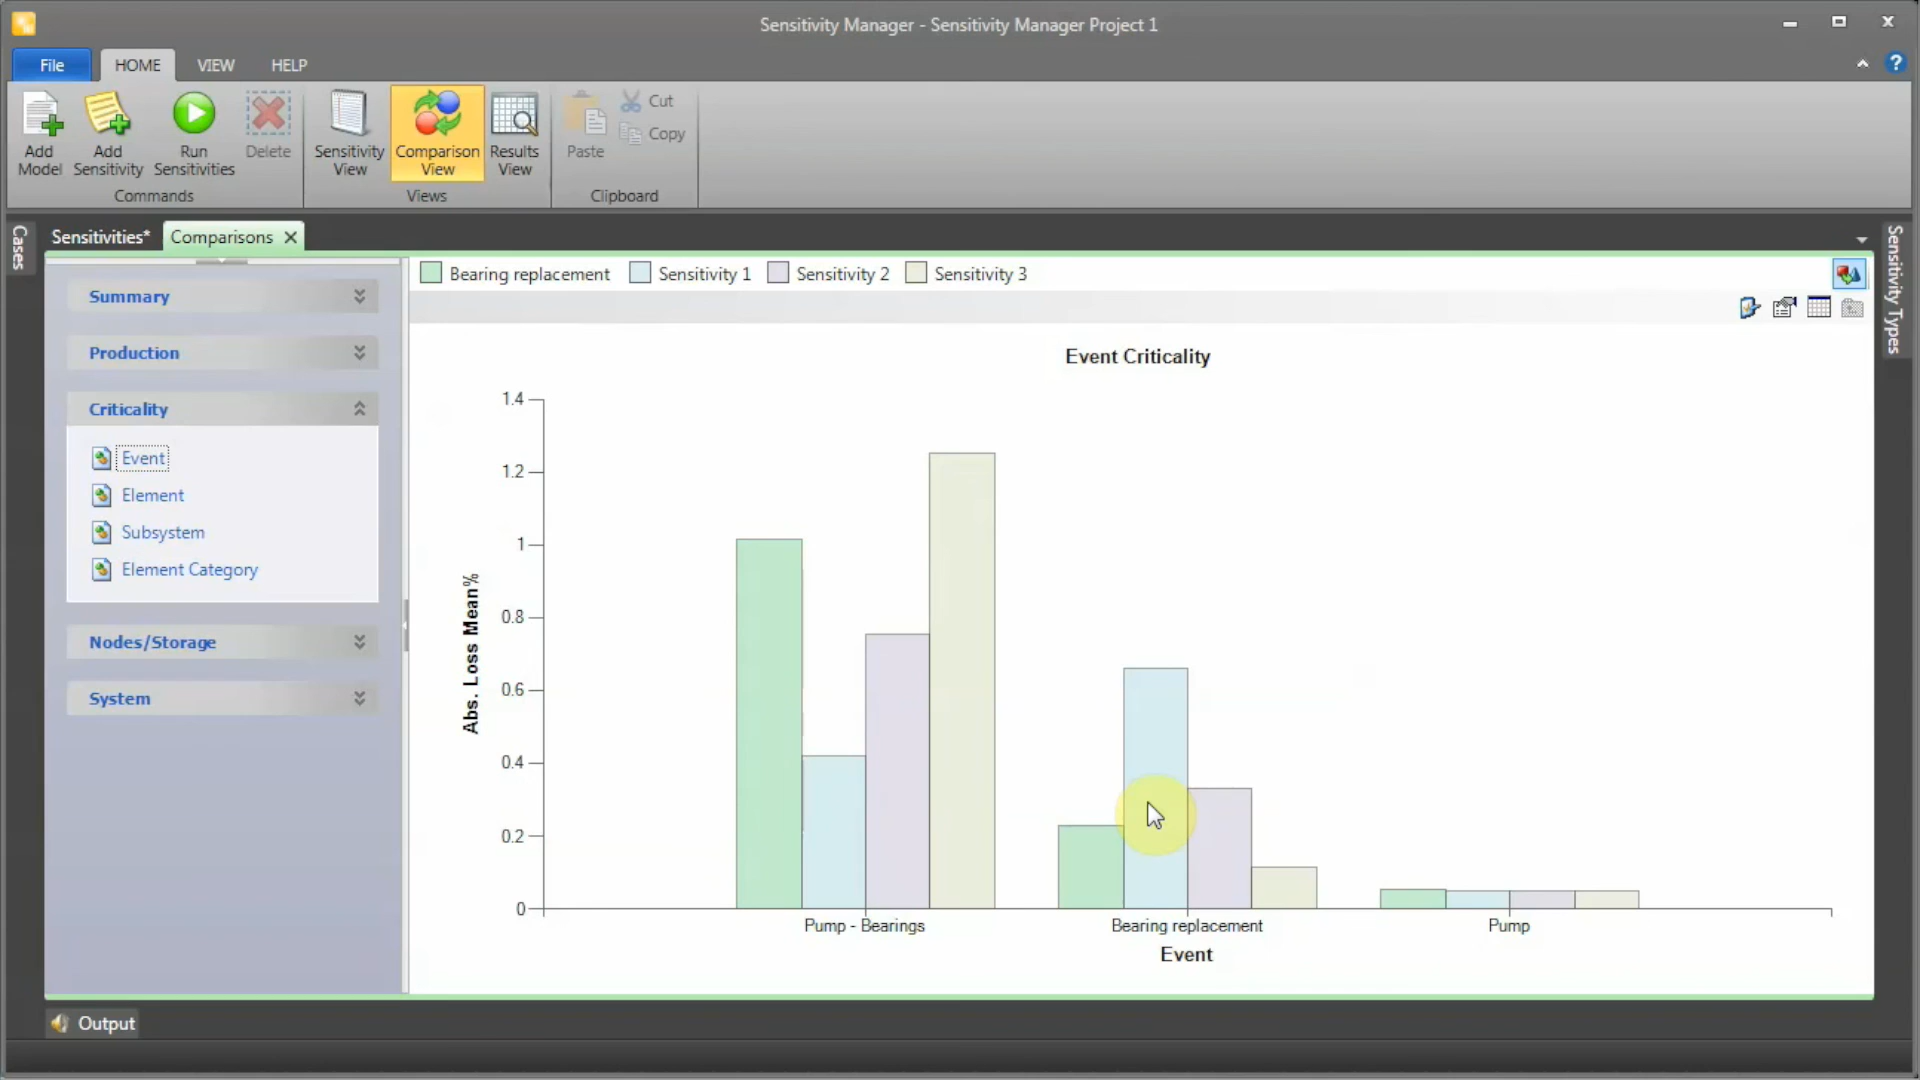 Sensitivity Manager - Sensitivity Manager Project 1
File HOME VIEW HELP
?
Add Model
Add Sensitivity
Run Sensitivities
Delete
Commands
Sensitivity View
Comparison View
Results View
Views
Paste
Cut
Copy
Clipboard
Cases
Sensitivities* Comparisons
Sensitivity Types
Summary
Production
Criticality
Event
Element
Subsystem
Element Category
Nodes/Storage
System
Bearing replacement Sensitivity 1 Sensitivity 2 Sensitivity 3
Event Criticality
Abs. Loss Mean%
1.4
1.2
1
0.8
0.6
0.4
0.2
0
Pump - Bearings Bearing replacement Pump
Event
Output